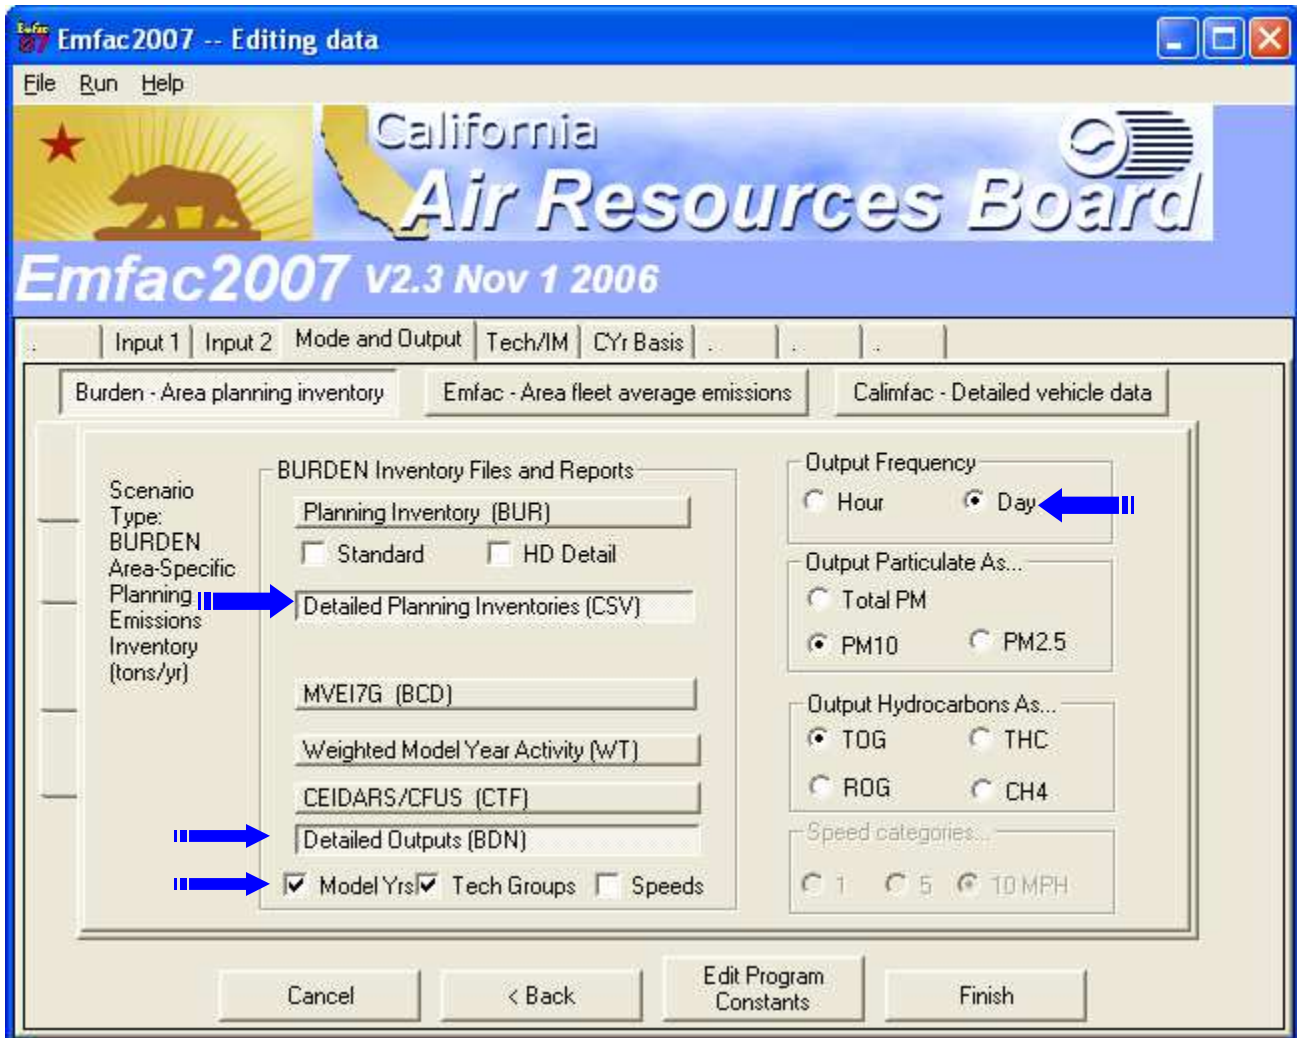 Emfac2007 -- Editing data
File Run Help
California
Air Resources Board
Emfac2007 V2.3 Nov 1 2006
. Input 1 Input 2 Mode and Output Tech/IM CYr Basis . . .
Burden - Area planning inventory Emfac - Area fleet average emissions Calimfac - Detailed vehicle data
Scenario
Type:
BURDEN
Area-Specific
Planning
Emissions
Inventory
(tons/yr)
BURDEN Inventory Files and Reports
Planning Inventory (BUR)
Standard HD Detail
Detailed Planning Inventories (CSV)
MVEI7G (BCD)
Weighted Model Year Activity (WT)
CEIDARS/CFUS (CTF)
Detailed Outputs (BDN)
Model Yrs Tech Groups Speeds
Output Frequency
Hour Day
Output Particulate As...
Total PM
PM10 PM2.5
Output Hydrocarbons As...
TOG THC
ROG CH4
Speed categories...
1 5 10 MPH
Cancel < Back Edit Program Constants Finish